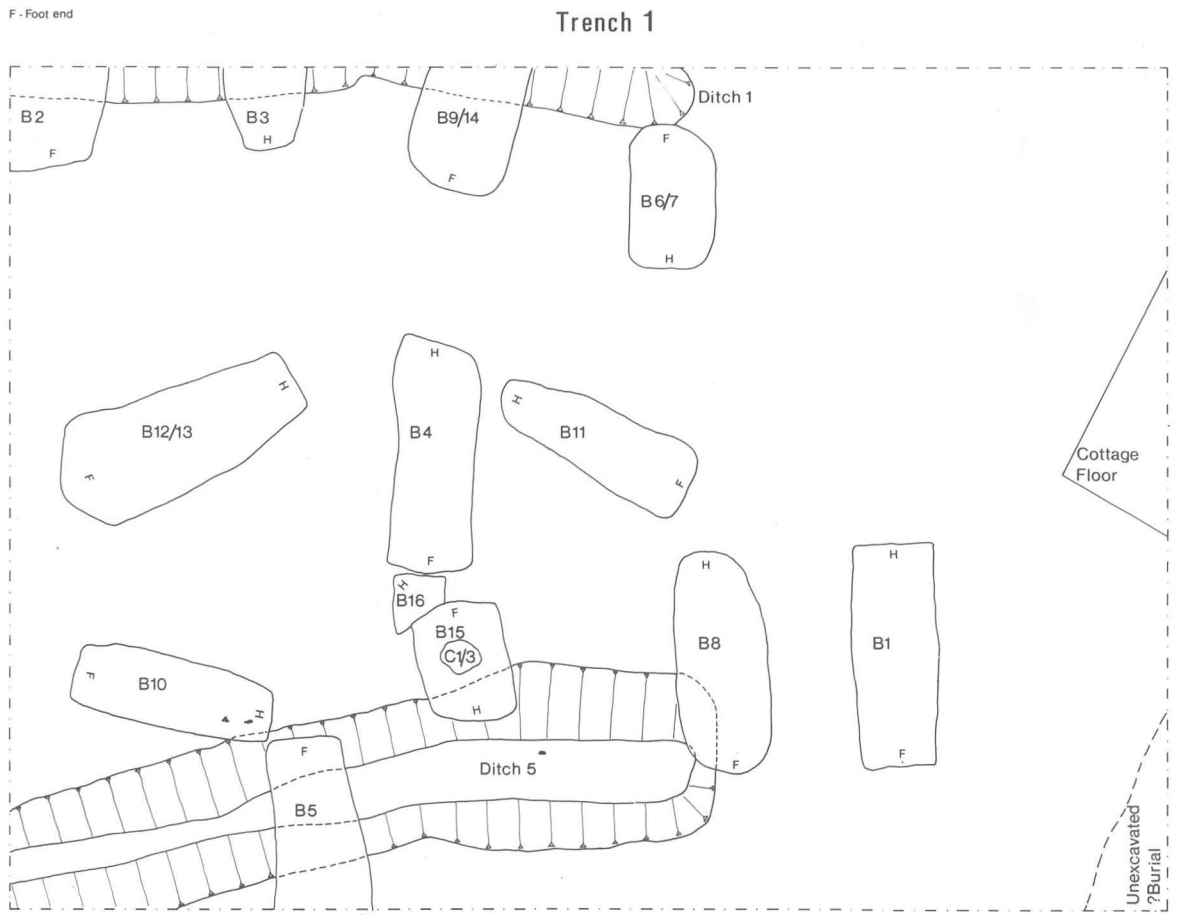 F - Foot end
Trench 1
Ditch 1
B2
F
B3
H
B9/14
F
F
B6/7
H
H
B12/13
F
H
B4
F
H
B11
F
Cottage
Floor
H
B16
F
B15
C1/3
H
H
B8
F
H
B1
F
F
B10
H
F
B5
Ditch 5
Unexcavated
?Burial